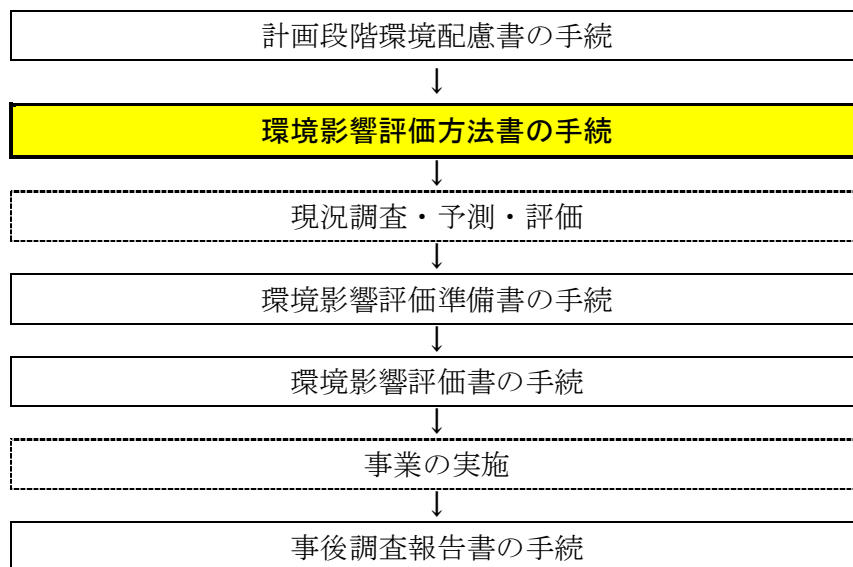 計画段階環境配慮書の手続
↓
環境影響評価方法書の手続
↓
現況調査・予測・評価
↓
環境影響評価準備書の手続
↓
環境影響評価書の手続
↓
事業の実施
↓
事後調査報告書の手続